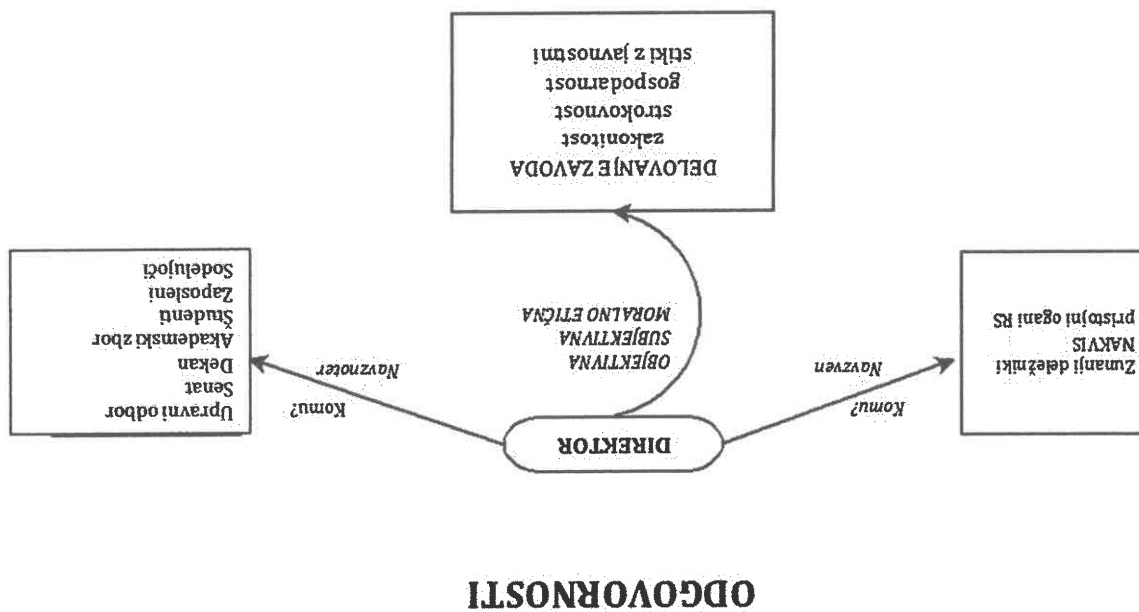 ODGOVORNOSTI
DIREKTOR
Komu?
Navzven
Zunanji deležniki
NAKVIS
pristojni ogani RS
Komu?
Navznoter
Upravni odbor
Senat
Dekan
Akademski zbor
Študenti
Zaposleni
Sodelujoči
OBJEKTIVNA
SUBJEKTIVNA
MORALNO ETIČNA
DELOVANJE ZAVODA
zakonitost
strokovnost
gospodarnost
stiki z javnostmi